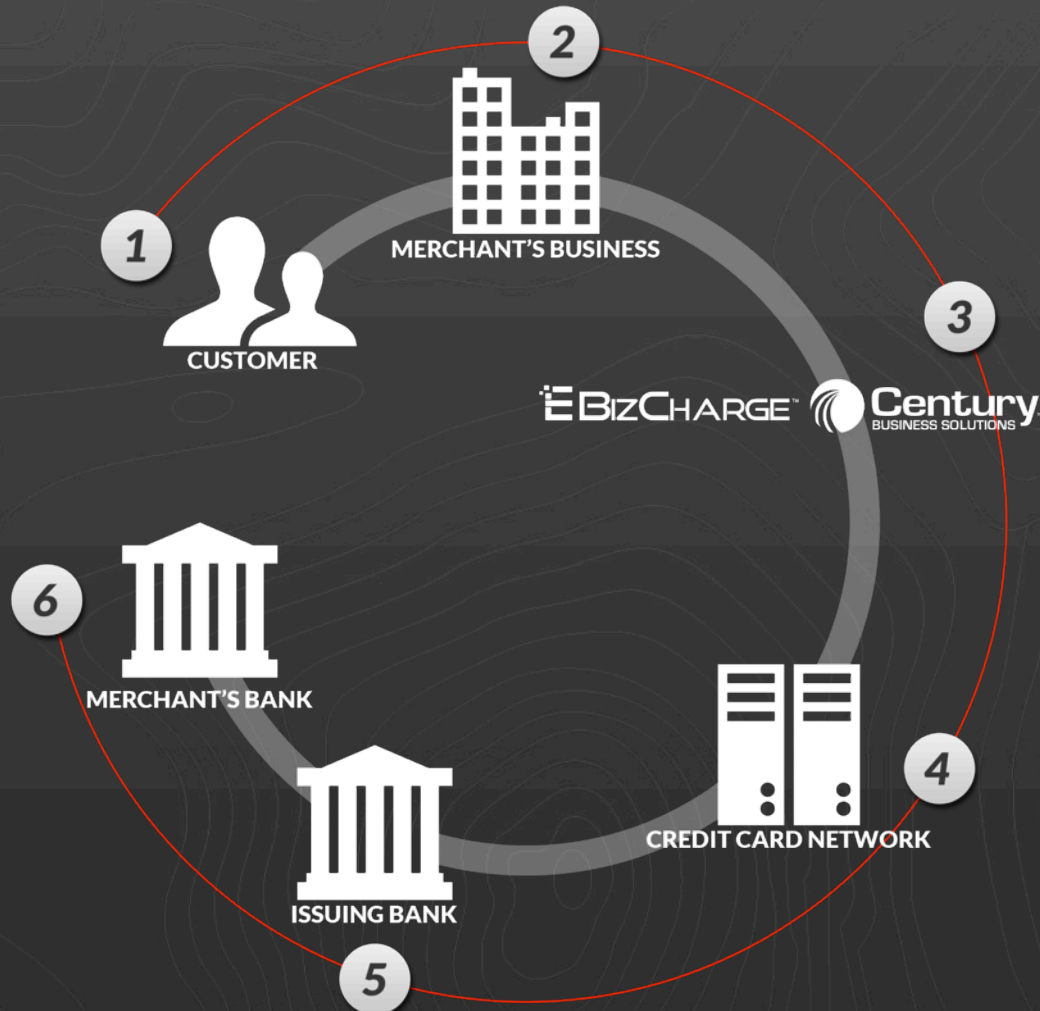 2
1
MERCHANT'S BUSINESS
3
CUSTOMER
EBIZCHARGE™ Century
BUSINESS SOLUTIONS
6
MERCHANT'S BANK
4
CREDIT CARD NETWORK
ISSUING BANK
5